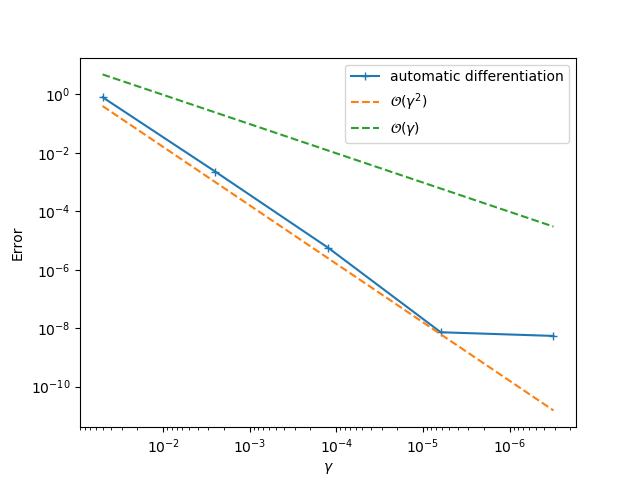 automatic differentiation
𝒪(γ²)
𝒪(γ)
Error
10⁰
10⁻²
10⁻⁴
10⁻⁶
10⁻⁸
10⁻¹⁰
10⁻² 10⁻³ 10⁻⁴ 10⁻⁵ 10⁻⁶
γ